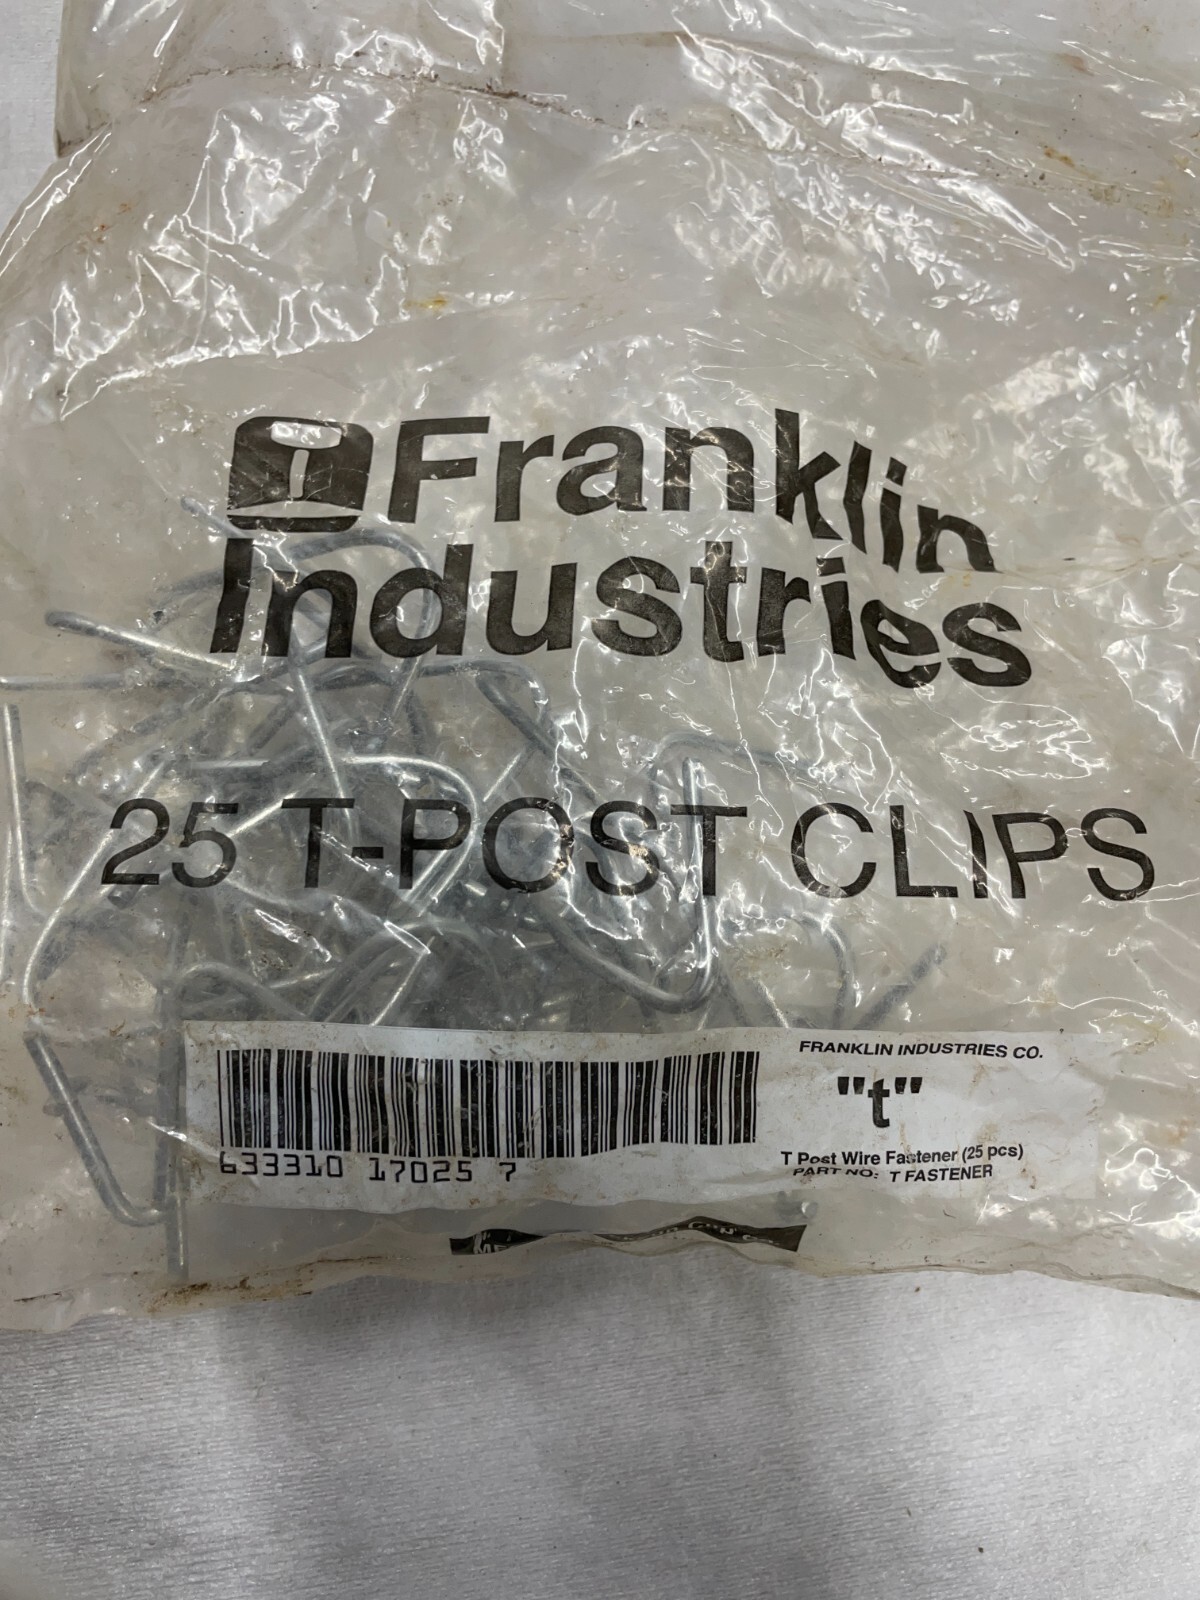 Franklin
Industries
25 T-POST CLIPS
FRANKLIN INDUSTRIES CO.
"t"
T Post Wire Fastener (25 pcs)
PART NO: T FASTENER
633310 17025 7